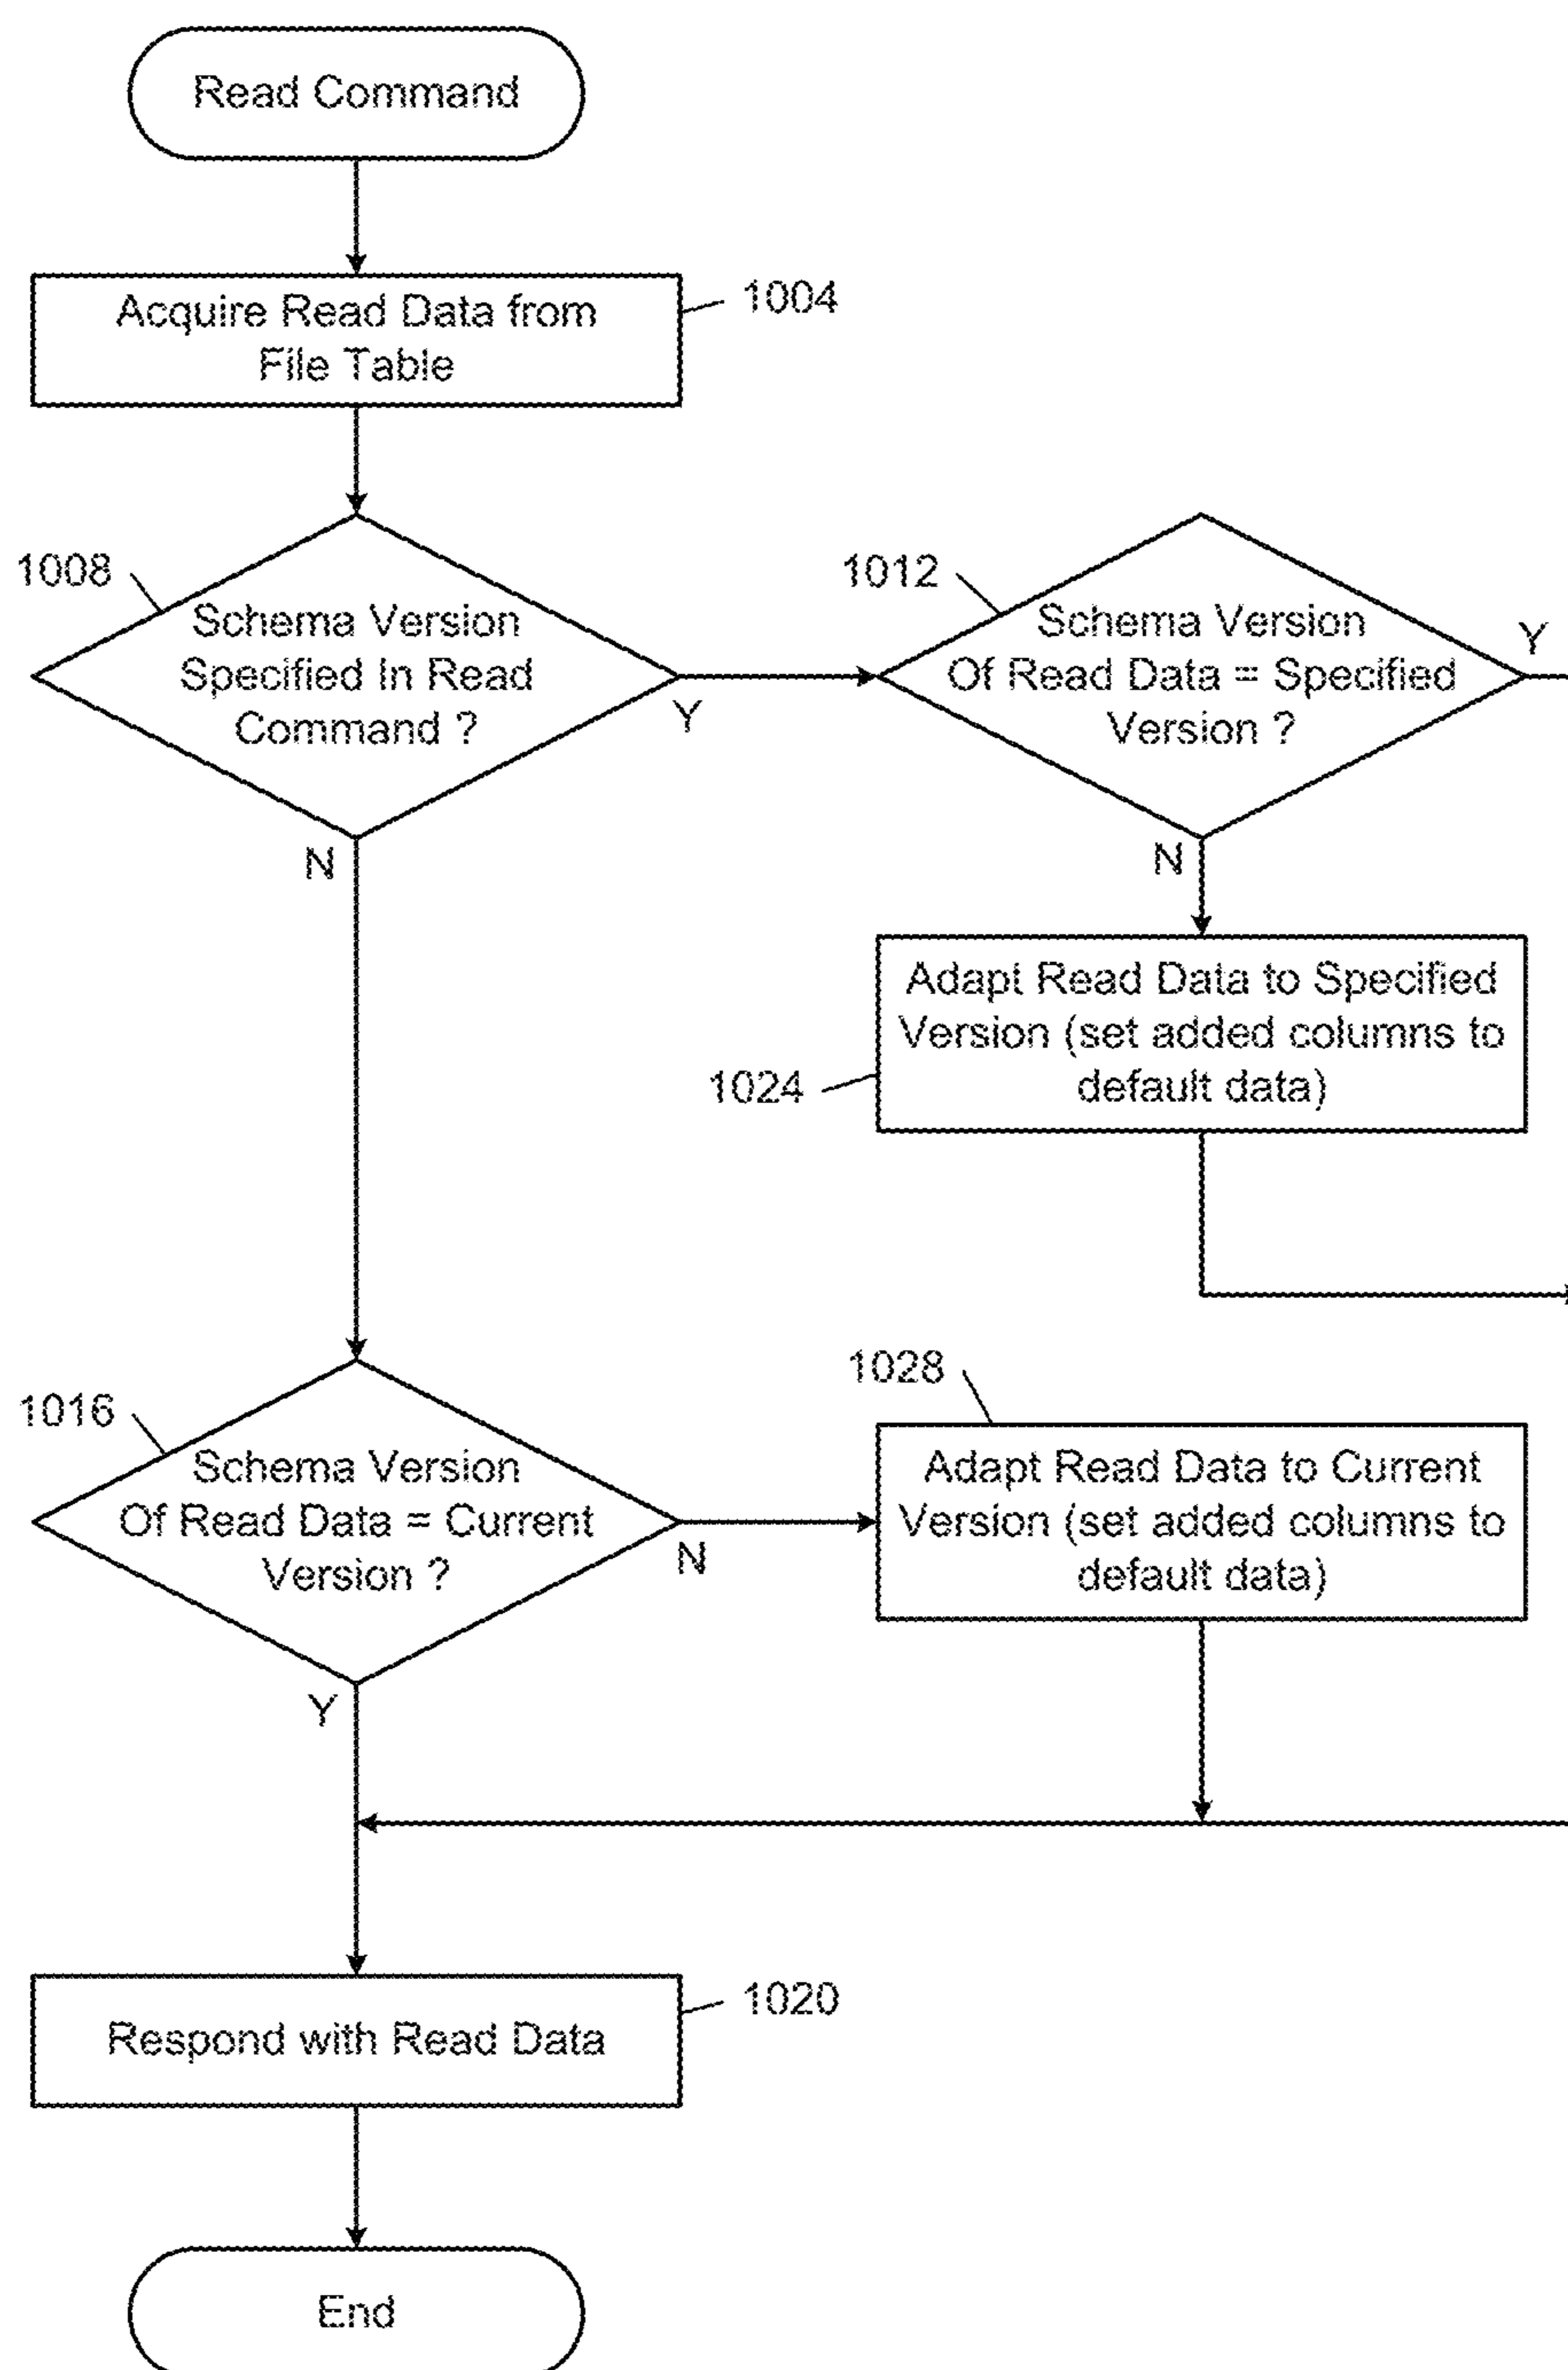 Read Command
Acquire Read Data from
File Table
1004
1008
Schema Version
Specified In Read
Command ?
Y
N
1012
Schema Version
Of Read Data = Specified
Version ?
Y
N
Adapt Read Data to Specified
Version (set added columns to
default data)
1024
1016
Schema Version
Of Read Data = Current
Version ?
N
Y
1028
Adapt Read Data to Current
Version (set added columns to
default data)
Respond with Read Data
1020
End